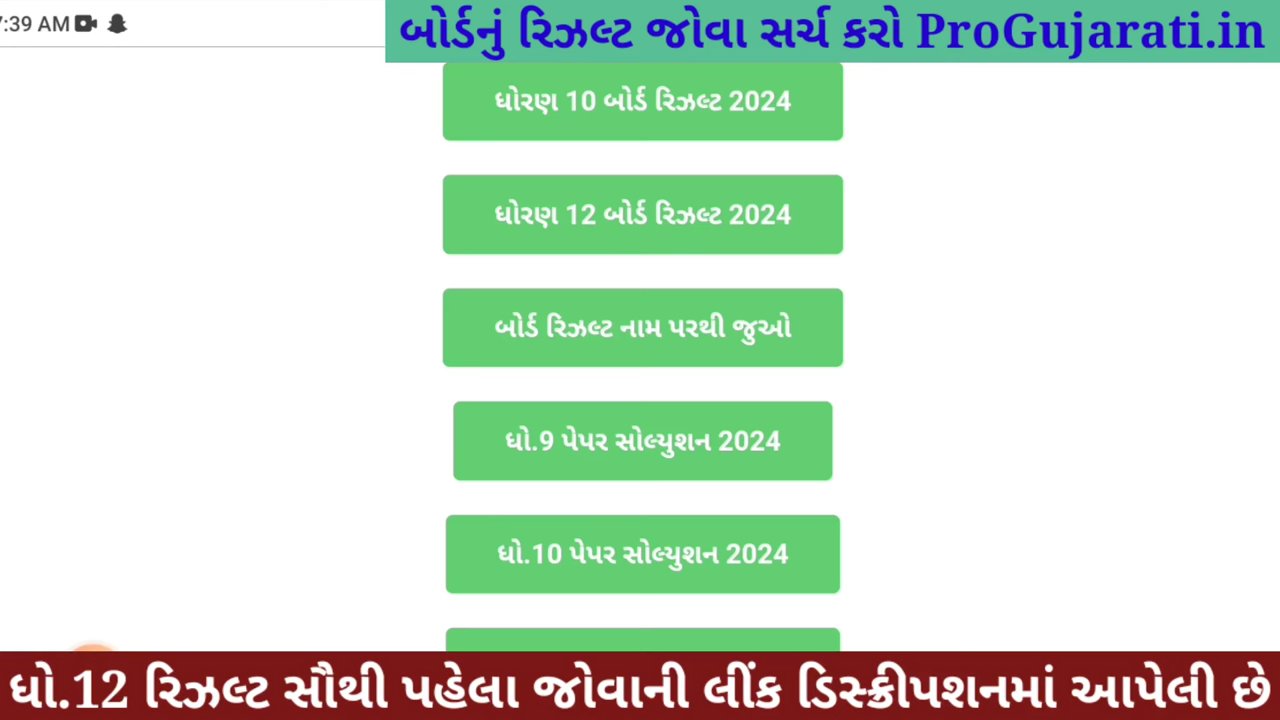 :39 AM
બોર્ડનું રિઝલ્ટ જોવા સર્ચ કરો ProGujarati.in
ધોરણ 10 બોર્ડ રિઝલ્ટ 2024
ધોરણ 12 બોર્ડ રિઝલ્ટ 2024
બોર્ડ રિઝલ્ટ નામ પરથી જુઓ
ધો.9 પેપર સોલ્યુશન 2024
ધો.10 પેપર સોલ્યુશન 2024
ધો.12 રિઝલ્ટ સૌથી પહેલા જોવાની લીંક ડિસ્ક્રીપશનમાં આપેલી છે